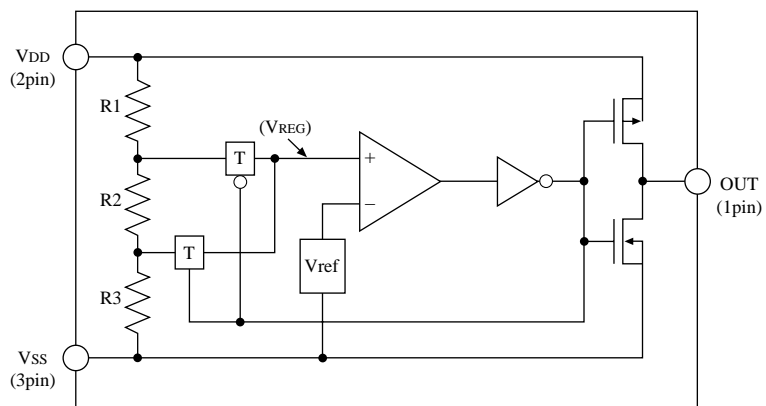 VDD
(2pin)
R1
(VREG)
T
+
R2
−
OUT
(1pin)
T
Vref
R3
VSS
(3pin)